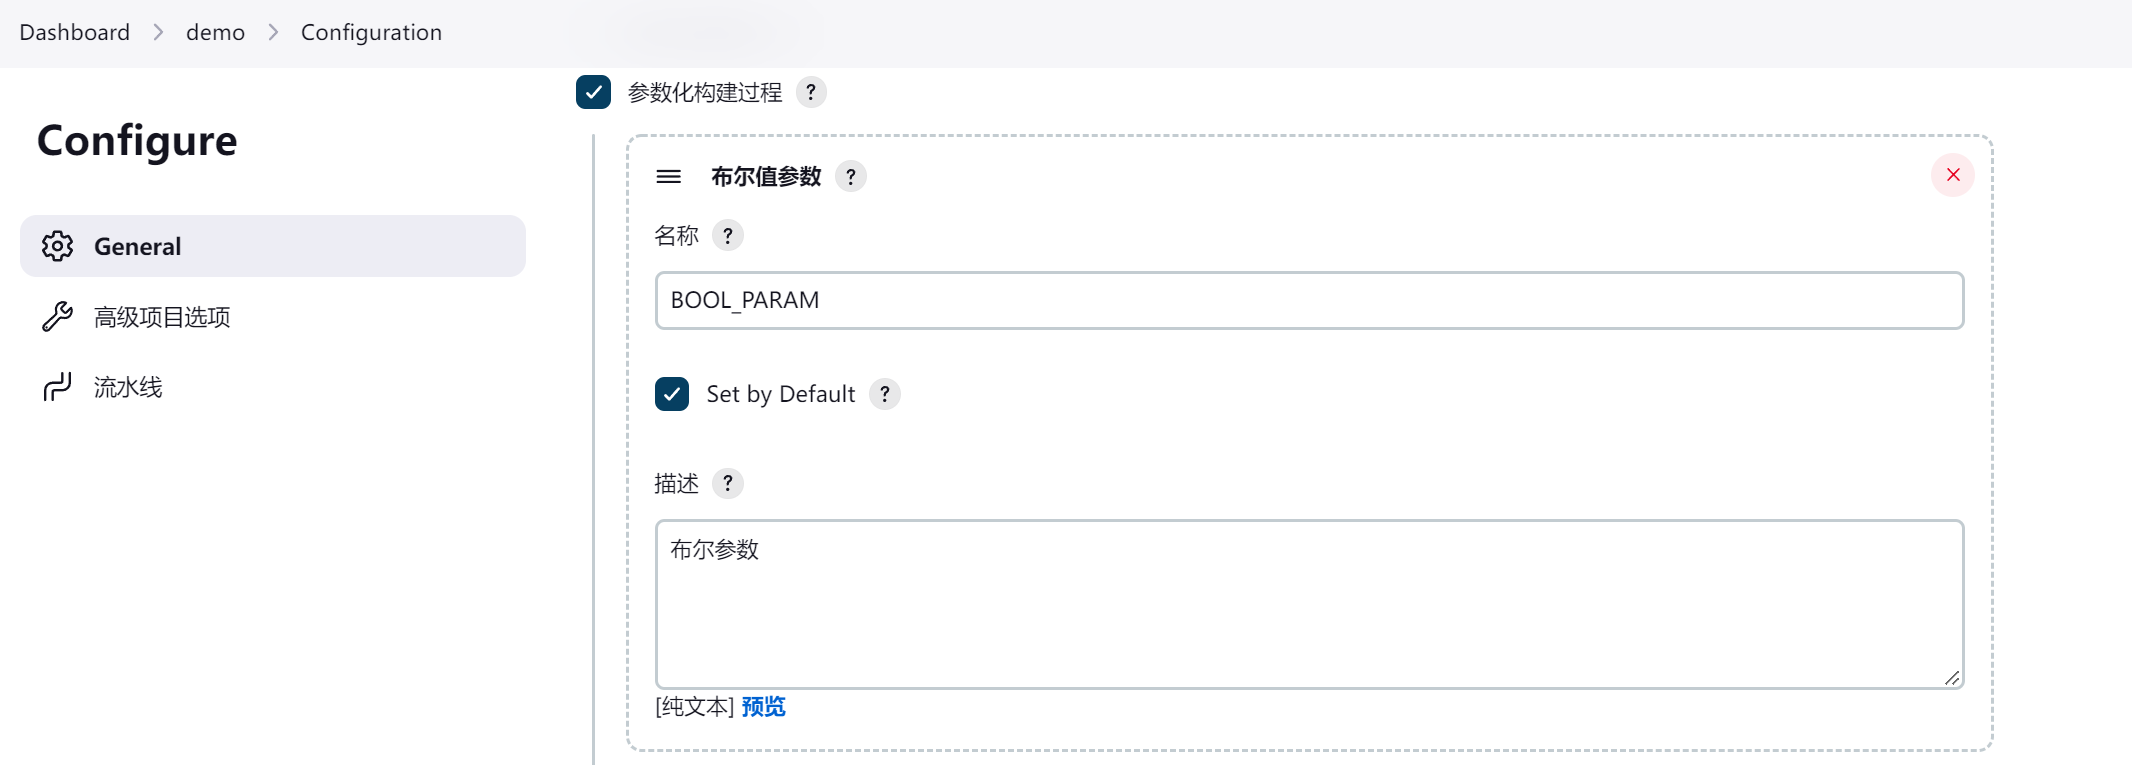 Dashboard > demo > Configuration
Configure
General
高级项目选项
流水线
参数化构建过程 ?
布尔值参数 ?
名称 ?
BOOL_PARAM
Set by Default ?
描述 ?
布尔参数
[纯文本] 预览